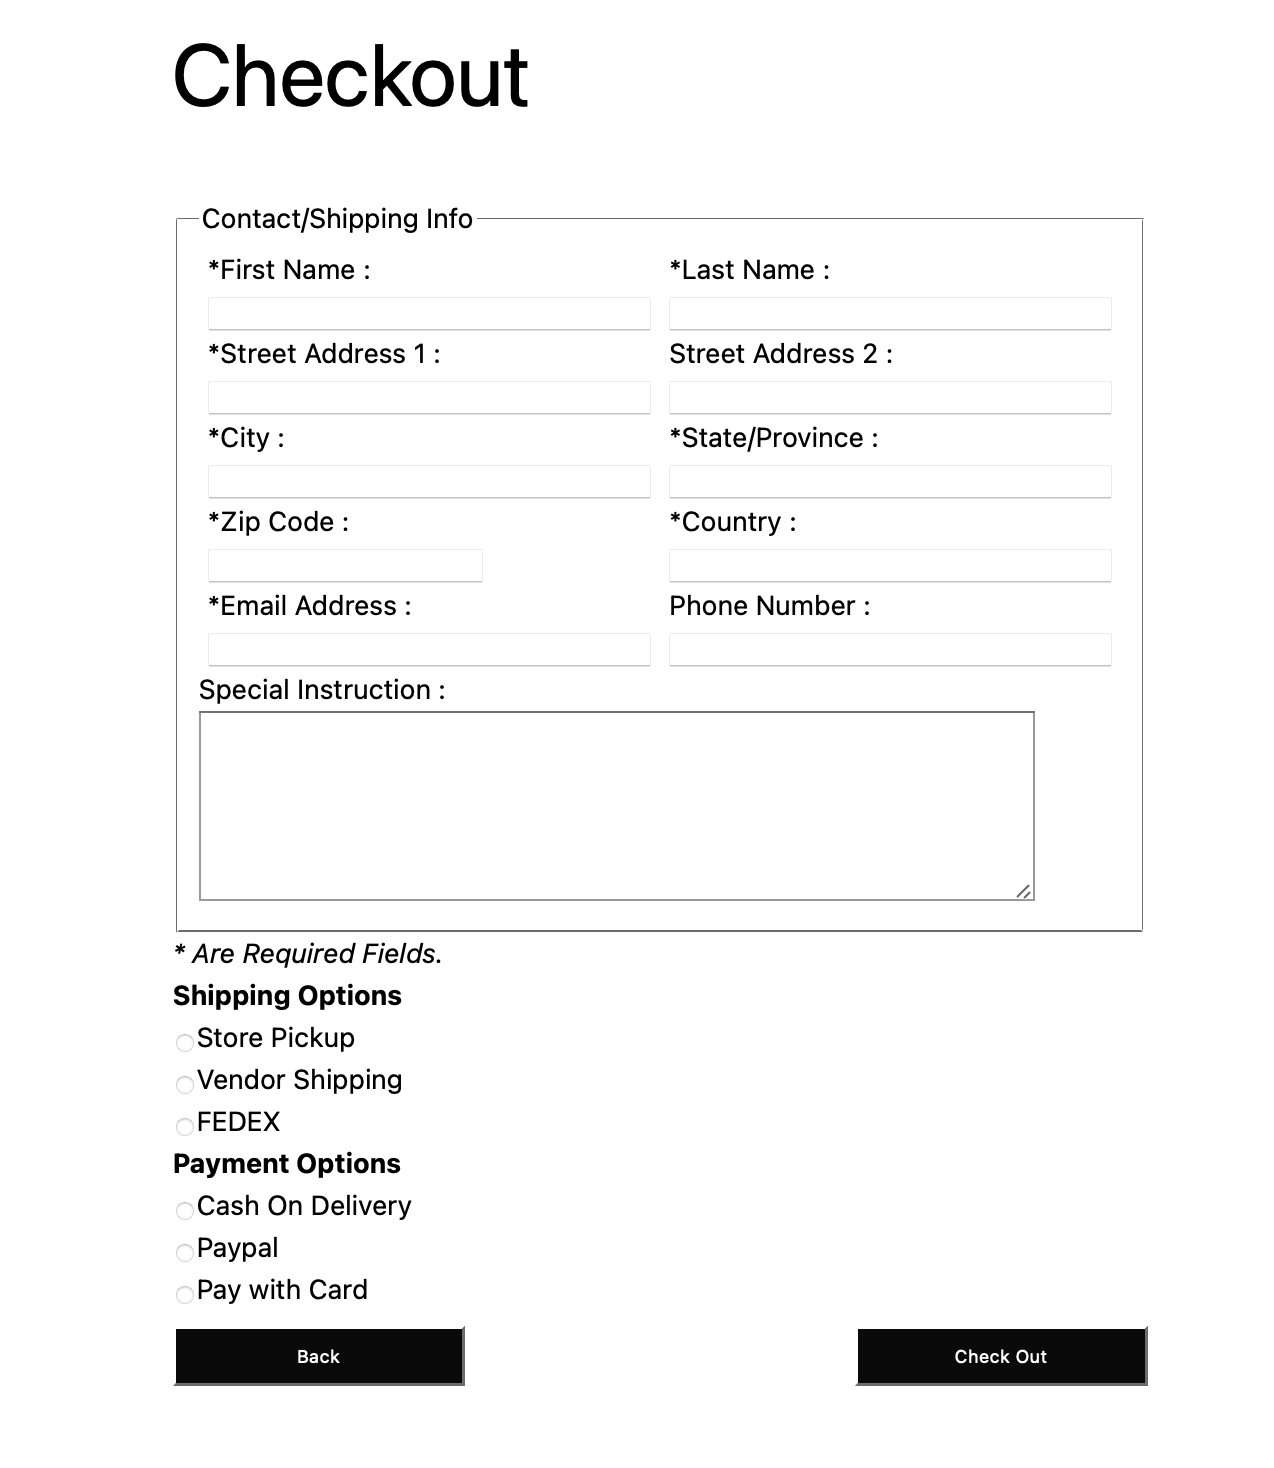 Checkout
Contact/Shipping Info
*First Name :
*Last Name :
*Street Address 1 :
Street Address 2 :
*City :
*State/Province :
*Zip Code :
*Country :
*Email Address :
Phone Number :
Special Instruction :
* Are Required Fields.
Shipping Options
Store Pickup
Vendor Shipping
FEDEX
Payment Options
Cash On Delivery
Paypal
Pay with Card
Back
Check Out